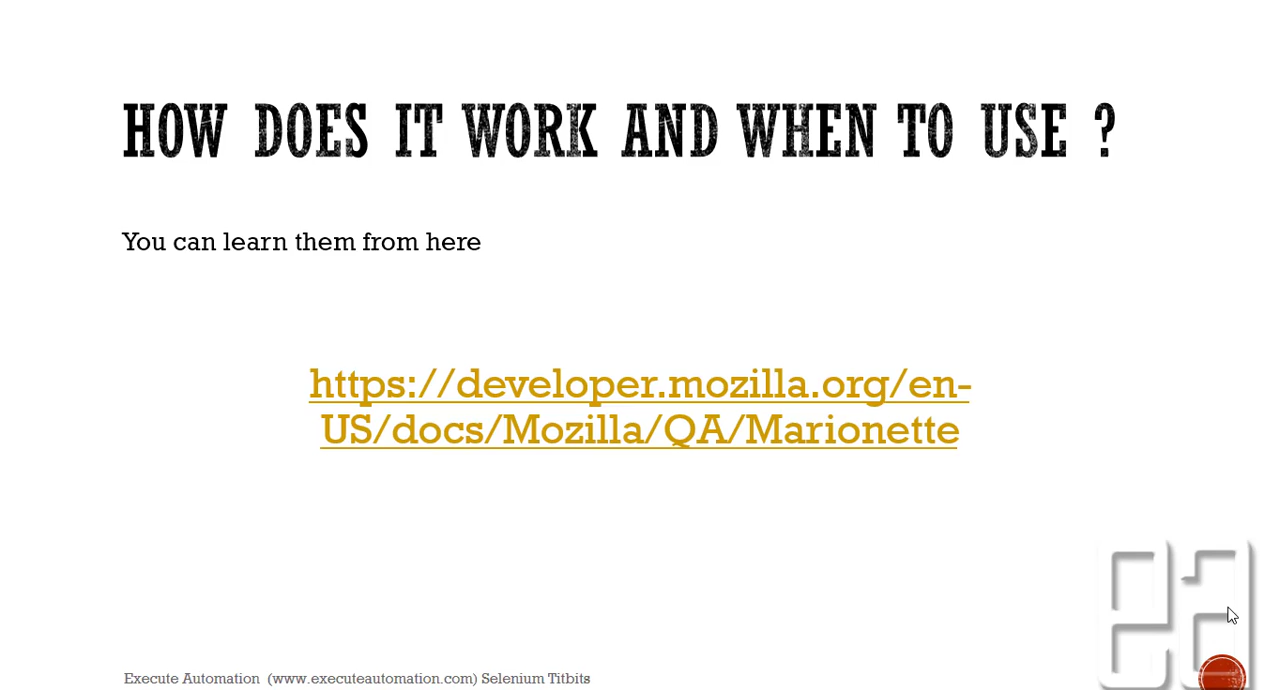 HOW DOES IT WORK AND WHEN TO USE ?
You can learn them from here
https://developer.mozilla.org/en-
US/docs/Mozilla/QA/Marionette
ea
Execute Automation (www.executeautomation.com) Selenium Titbits